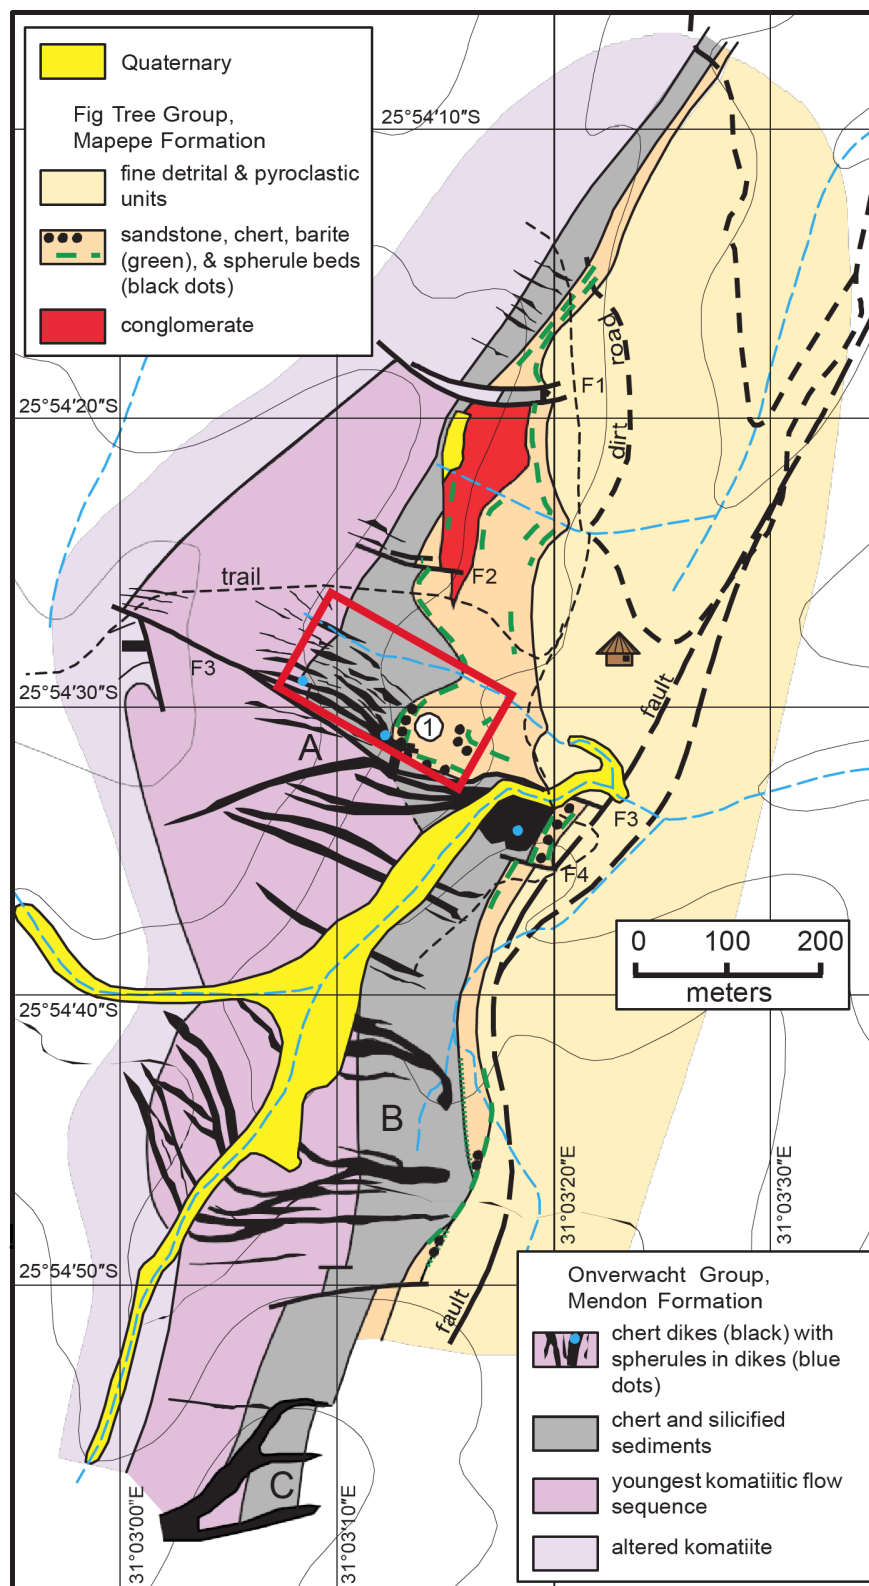 Quaternary
Fig Tree Group,
Mapepe Formation
fine detrital & pyroclastic
units
sandstone, chert, barite
(green), & spherule beds
(black dots)
conglomerate
25°54′10″S
25°54′20″S
F1
dirt road
F2
trail
F3
25°54′30″S
1
A
fault
F3
F4
0 100 200
meters
25°54′40″S
B
31°03′20″E
31°03′30″E
25°54′50″S
fault
C
31°03′00″E
31°03′10″E
Onverwacht Group,
Mendon Formation
chert dikes (black) with
spherules in dikes (blue
dots)
chert and silicified
sediments
youngest komatiitic flow
sequence
altered komatiite